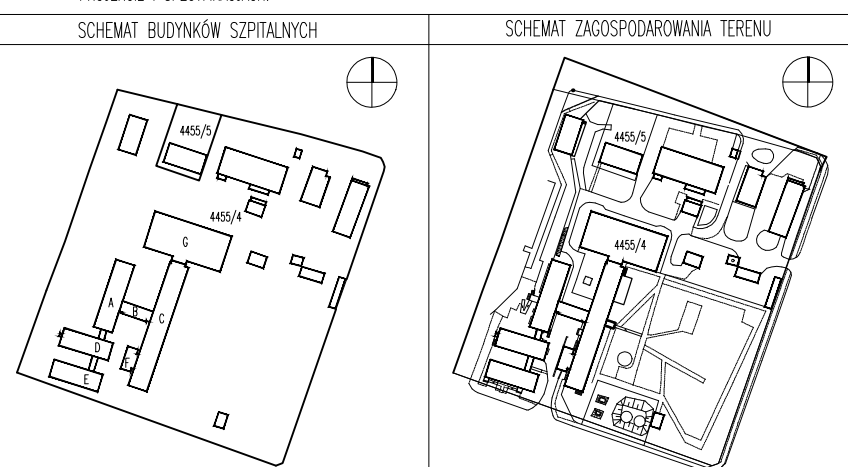 SCHEMAT BUDYNKÓW SZPITALNYCH
SCHEMAT ZAGOSPODAROWANIA TERENU
4455/5
4455/4
G
A
B
C
D
F
E
4455/5
4455/4